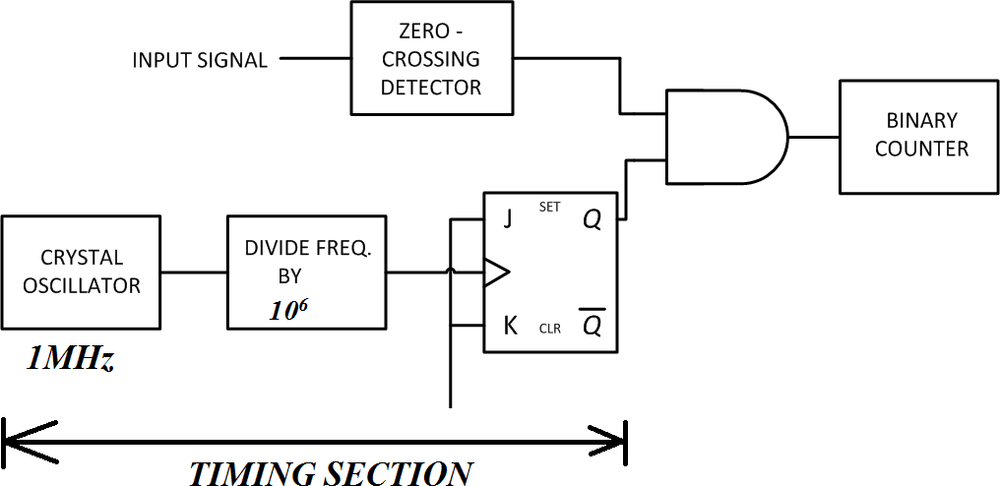 INPUT SIGNAL
ZERO -
CROSSING
DETECTOR
BINARY
COUNTER
CRYSTAL
OSCILLATOR
1MHz
DIVIDE FREQ.
BY
10⁶
J SET Q
K CLR Q̅
TIMING SECTION